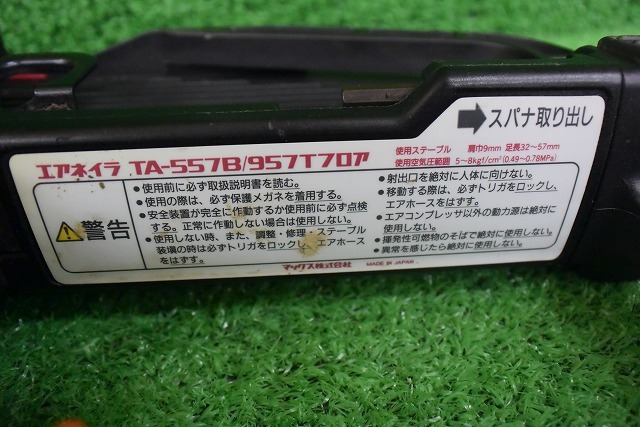 ➡スパナ取り出し
使用ステーブル 肩巾9mm 足長32〜57mm
使用空気圧範囲 5〜8kgf/cm²(0.49〜0.78MPa)
エアネイラ TA-557B/957Tフロア
警告
●使用前に必ず取扱説明書を読む。
●使用の際は、必ず保護メガネを着用する。
●安全装置が完全に作動するか使用前に必ず点検
する。正常に作動しない場合は使用しない。
●使用しない時、また、調整・修理・ステープル
装填の時は必ずトリガをロックし、エアホース
をはずす。
●射出口を絶対に人体に向けない。
●移動する際は、必ずトリガをロックし、
エアホースをはずす。
●エアコンプレッサ以外の動力源は絶対に
使用しない。
●揮発性可燃物のそばで絶対に使用しない。
●異常を感じたら絶対に使用しない。
マックス株式会社 MADE IN JAPAN